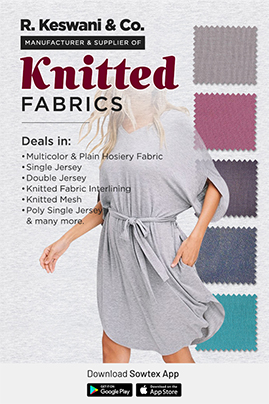 R. Keswani & Co.
MANUFACTURER & SUPPLIER OF
Knitted
FABRICS
Deals in:
• Multicolor & Plain Hosiery Fabric
• Single Jersey
• Double Jersey
• Knitted Fabric Interlining
• Knitted Mesh
• Poly Single Jersey
& many more.
Download Sowtex App
GET IT ON
Google Play
Download on the
App Store